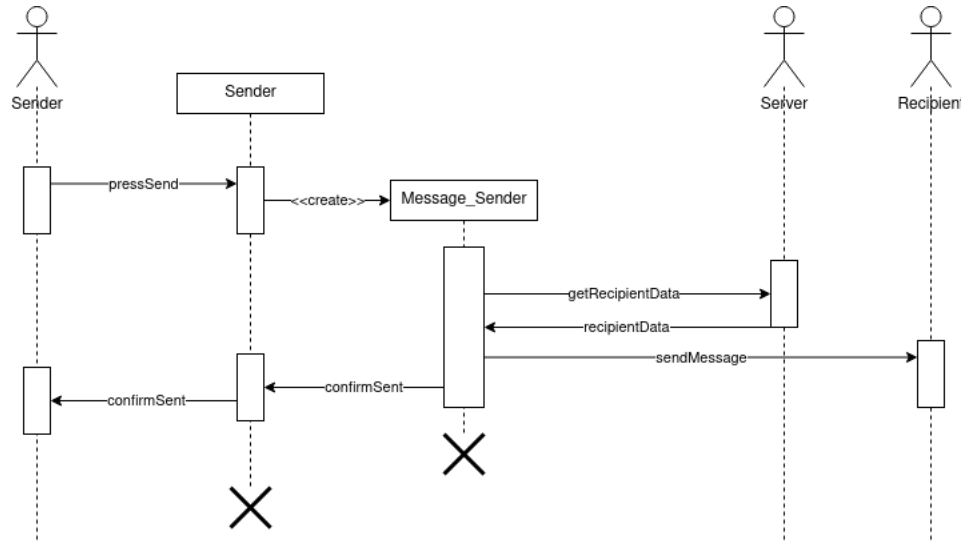 Sender
Sender
Server
Recipient
pressSend
<<create>>
Message_Sender
getRecipientData
recipientData
sendMessage
confirmSent
confirmSent